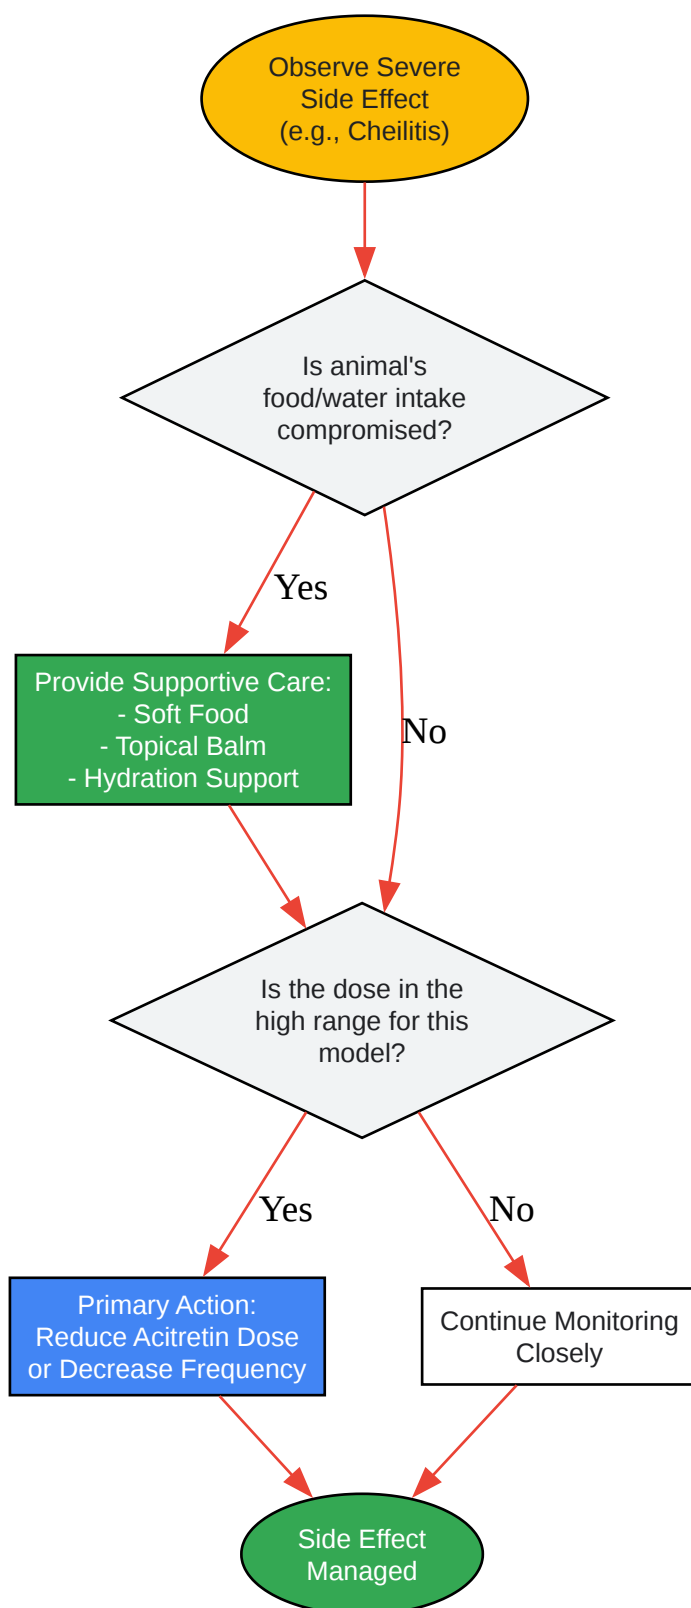 Observe Severe
Side Effect
(e.g., Cheilitis)
Is animal's
food/water intake
compromised?
Yes
Provide Supportive Care:
- Soft Food
- Topical Balm
- Hydration Support
No
Is the dose in the
high range for this
model?
Yes
No
Primary Action:
Reduce Acitretin Dose
or Decrease Frequency
Continue Monitoring
Closely
Side Effect
Managed